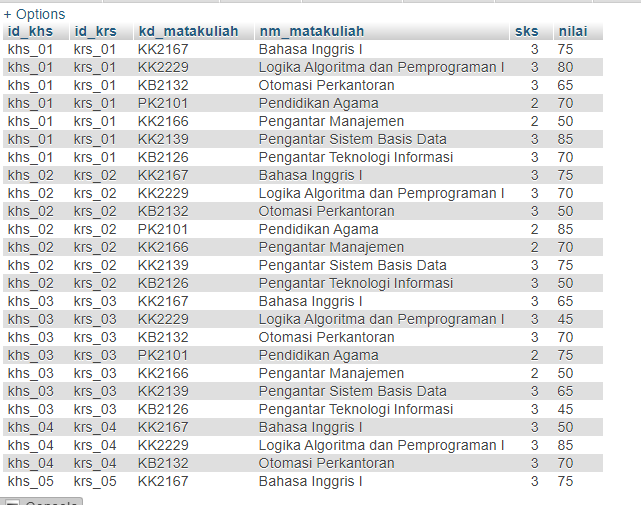 + Options
id_khs id_krs kd_matakuliah nm_matakuliah sks nilai
khs_01 krs_01 KK2167 Bahasa Inggris I 3 75
khs_01 krs_01 KK2229 Logika Algoritma dan Pemprograman I 3 80
khs_01 krs_01 KB2132 Otomasi Perkantoran 3 65
khs_01 krs_01 PK2101 Pendidikan Agama 2 70
khs_01 krs_01 KK2166 Pengantar Manajemen 2 50
khs_01 krs_01 KK2139 Pengantar Sistem Basis Data 3 85
khs_01 krs_01 KB2126 Pengantar Teknologi Informasi 3 70
khs_02 krs_02 KK2167 Bahasa Inggris I 3 75
khs_02 krs_02 KK2229 Logika Algoritma dan Pemprograman I 3 70
khs_02 krs_02 KB2132 Otomasi Perkantoran 3 50
khs_02 krs_02 PK2101 Pendidikan Agama 2 85
khs_02 krs_02 KK2166 Pengantar Manajemen 2 70
khs_02 krs_02 KK2139 Pengantar Sistem Basis Data 3 75
khs_02 krs_02 KB2126 Pengantar Teknologi Informasi 3 50
khs_03 krs_03 KK2167 Bahasa Inggris I 3 65
khs_03 krs_03 KK2229 Logika Algoritma dan Pemprograman I 3 45
khs_03 krs_03 KB2132 Otomasi Perkantoran 3 70
khs_03 krs_03 PK2101 Pendidikan Agama 2 75
khs_03 krs_03 KK2166 Pengantar Manajemen 2 50
khs_03 krs_03 KK2139 Pengantar Sistem Basis Data 3 65
khs_03 krs_03 KB2126 Pengantar Teknologi Informasi 3 45
khs_04 krs_04 KK2167 Bahasa Inggris I 3 50
khs_04 krs_04 KK2229 Logika Algoritma dan Pemprograman I 3 85
khs_04 krs_04 KB2132 Otomasi Perkantoran 3 70
khs_05 krs_05 KK2167 Bahasa Inggris I 3 75
Console